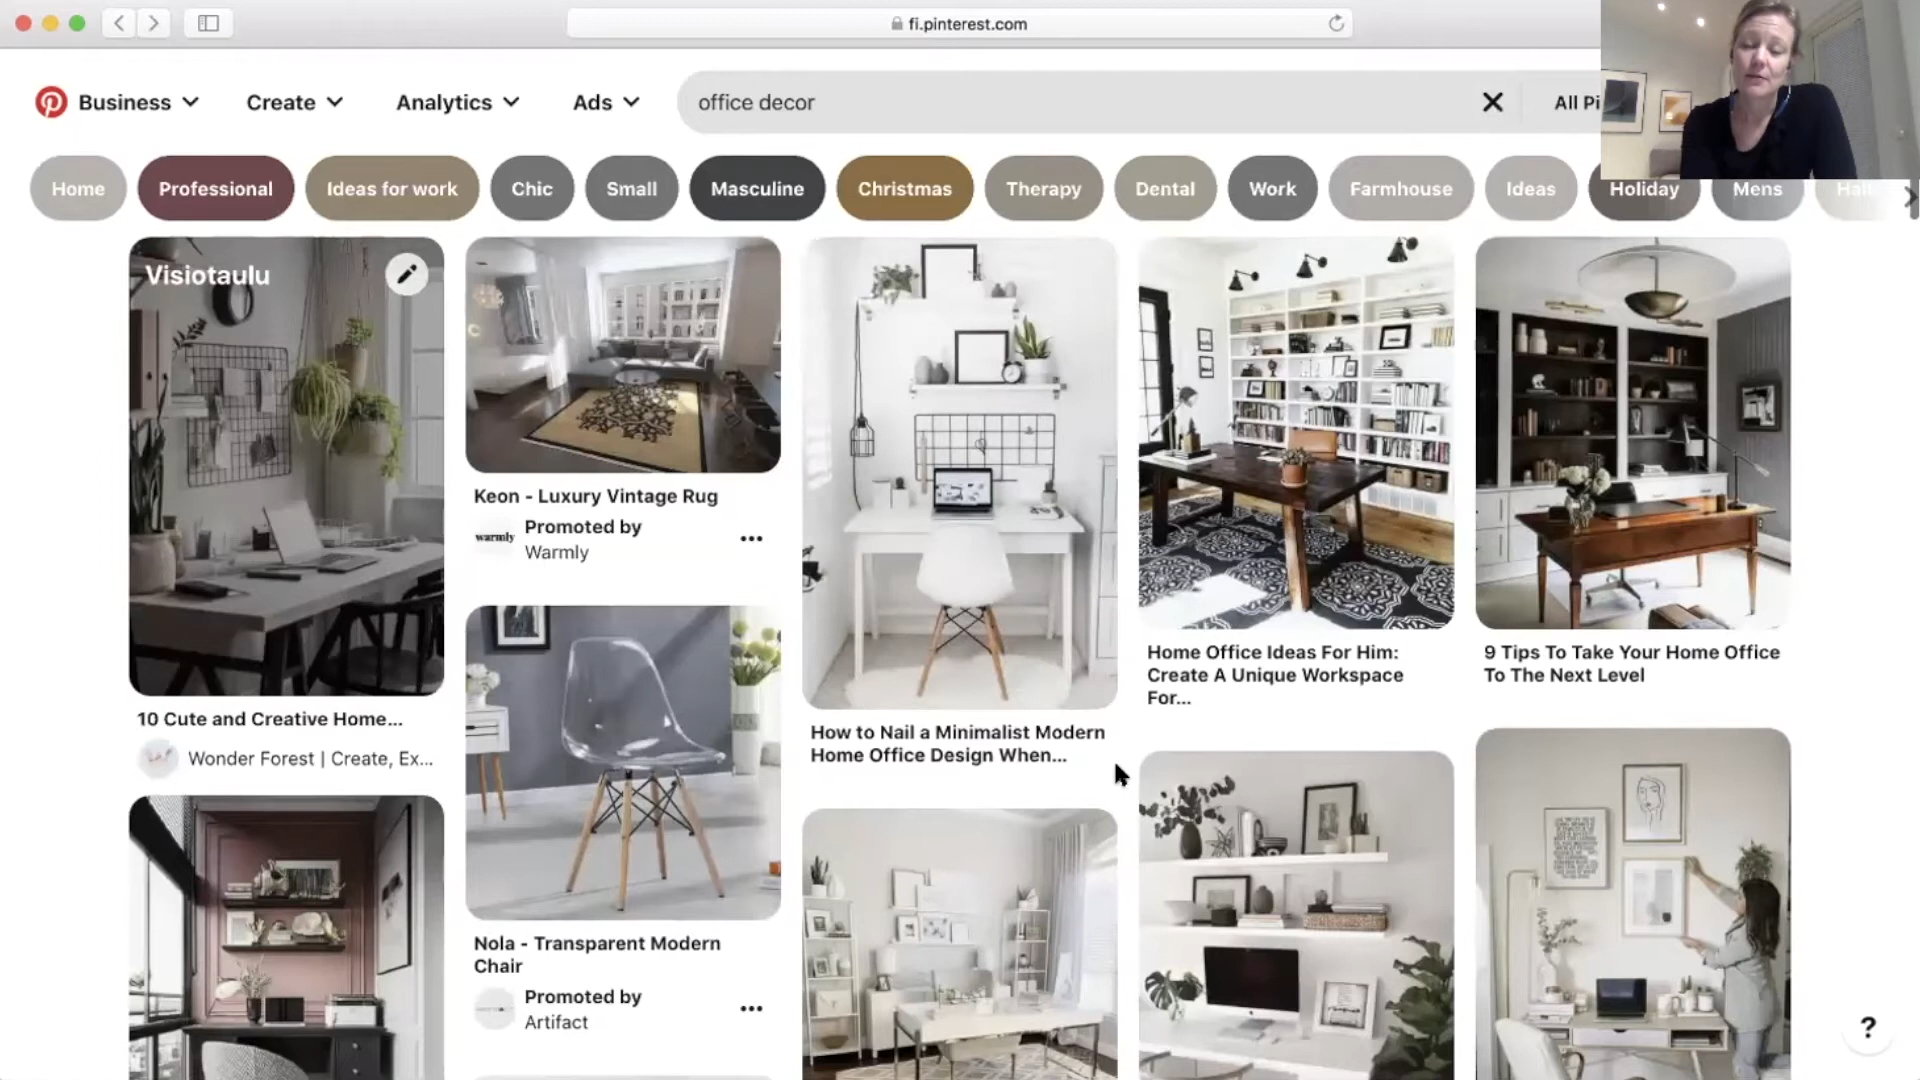 fi.pinterest.com
Business
Create
Analytics
Ads
office decor
All Pi
Home
Professional
Ideas for work
Chic
Small
Masculine
Christmas
Therapy
Dental
Work
Farmhouse
Ideas
Holiday
Mens
Visiotaulu
10 Cute and Creative Home...
Wonder Forest | Create, Ex...
Keon - Luxury Vintage Rug
warmly
Promoted by
Warmly
Nola - Transparent Modern
Chair
Promoted by
Artifact
How to Nail a Minimalist Modern
Home Office Design When...
Home Office Ideas For Him:
Create A Unique Workspace
For...
9 Tips To Take Your Home Office
To The Next Level
?